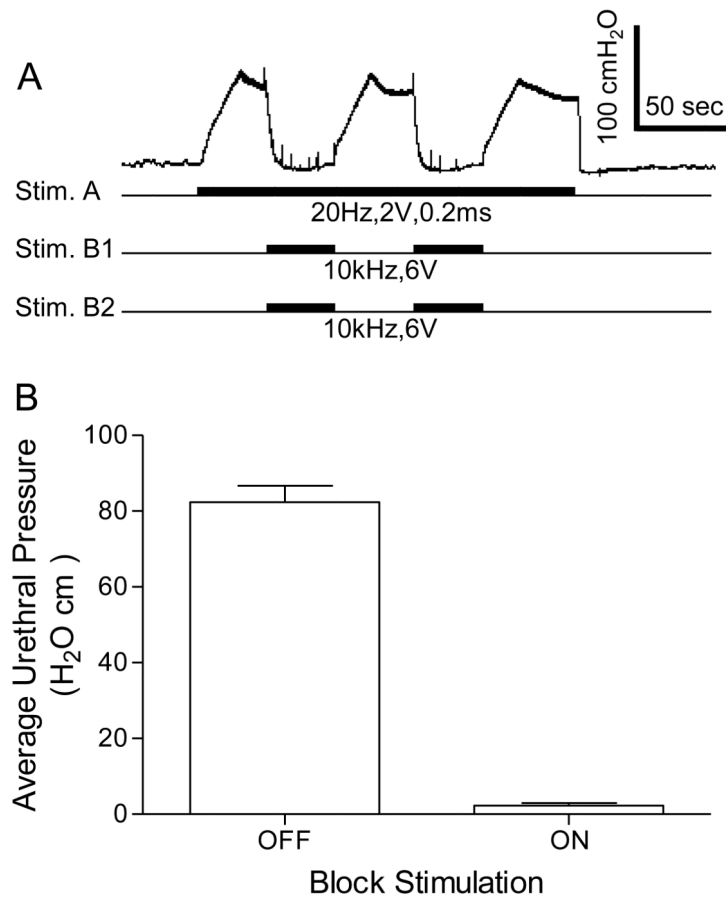 A
100 cmH₂O
50 sec
Stim. A
20Hz,2V,0.2ms
Stim. B1
10kHz,6V
Stim. B2
10kHz,6V
B
Average Urethral Pressure
(H₂O cm )
100
80
60
40
20
0
OFF
ON
Block Stimulation